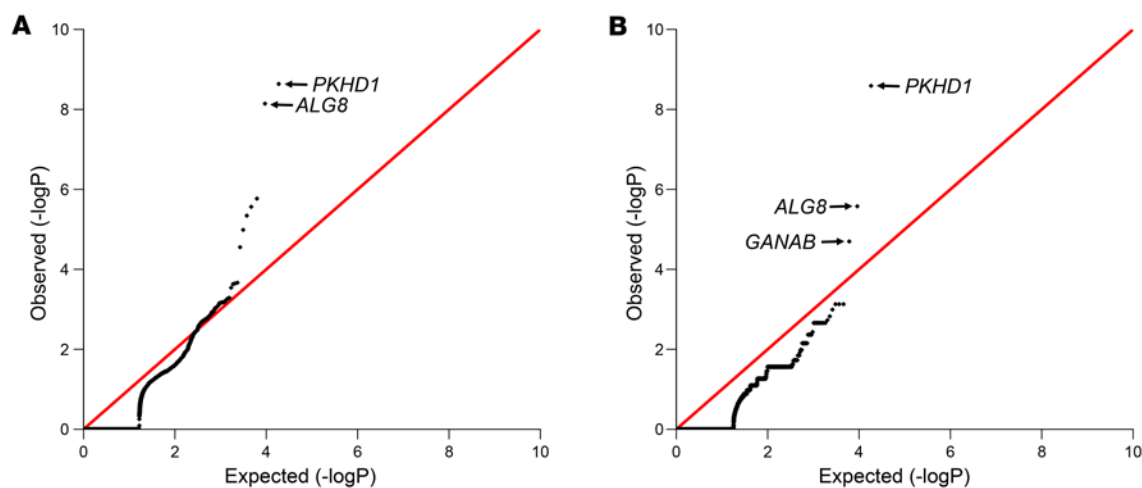 A
10
8
6
4
2
0
Observed (-logP)
PKHD1
ALG8
0 2 4 6 8 10
Expected (-logP)
B
10
8
6
4
2
0
Observed (-logP)
PKHD1
ALG8
GANAB
0 2 4 6 8 10
Expected (-logP)